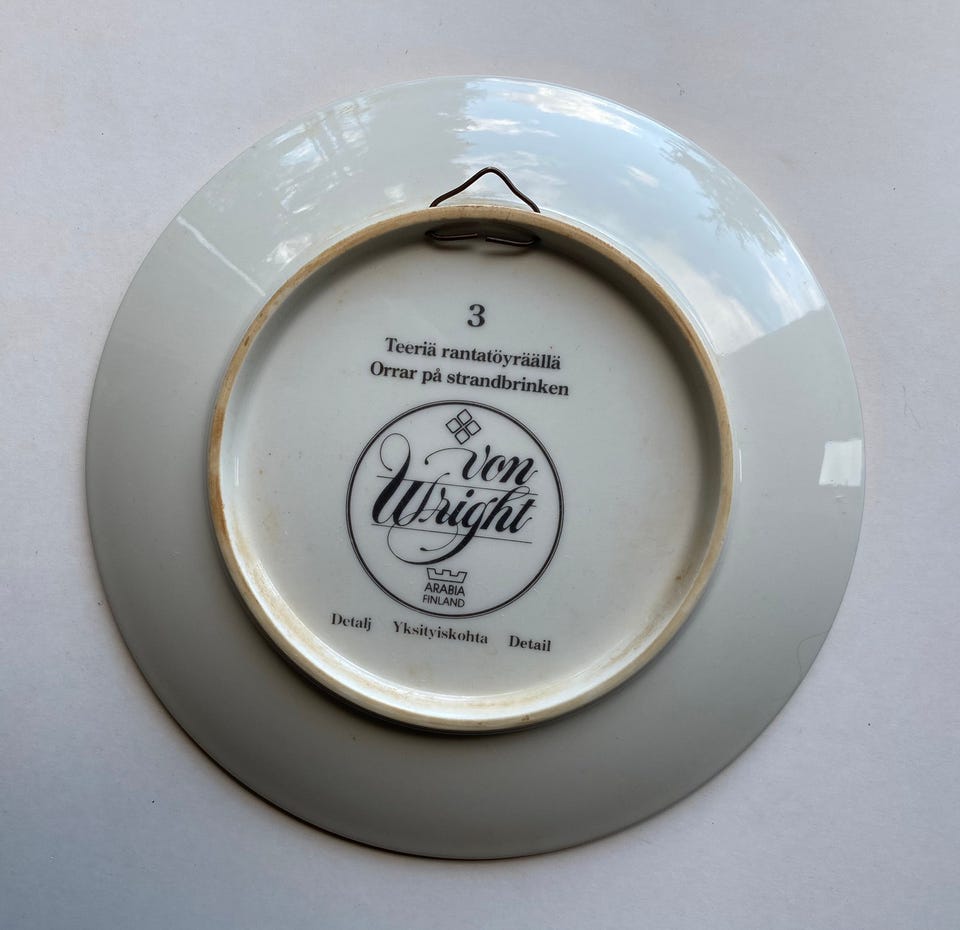 3
Teeriä rantatöyräällä
Orrar på strandbrinken
von
Wright
ARABIA
FINLAND
Detalj Yksityiskohta Detail